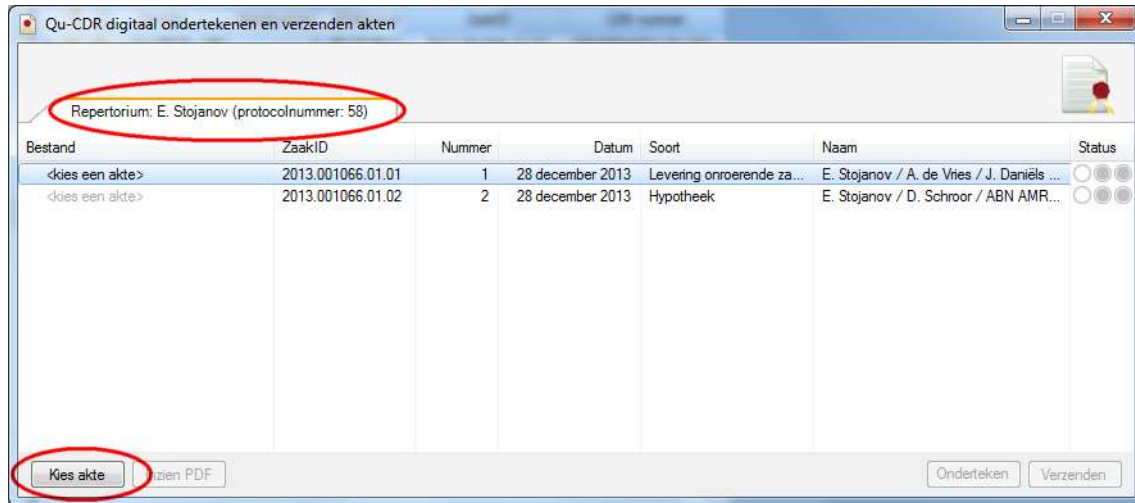 Qu-CDR digitaal ondertekenen en verzenden akten
Repertorium: E. Stojanov (protocolnummer: 58)
Bestand ZaakID Nummer Datum Soort Naam Status
<kies een akte> 2013.001066.01.01 1 28 december 2013 Levering onroerende za... E. Stojanov / A. de Vries / J. Daniëls ...
<kies een akte> 2013.001066.01.02 2 28 december 2013 Hypotheek E. Stojanov / D. Schroor / ABN AMR...
Kies akte Inzien PDF Onderteken Verzenden